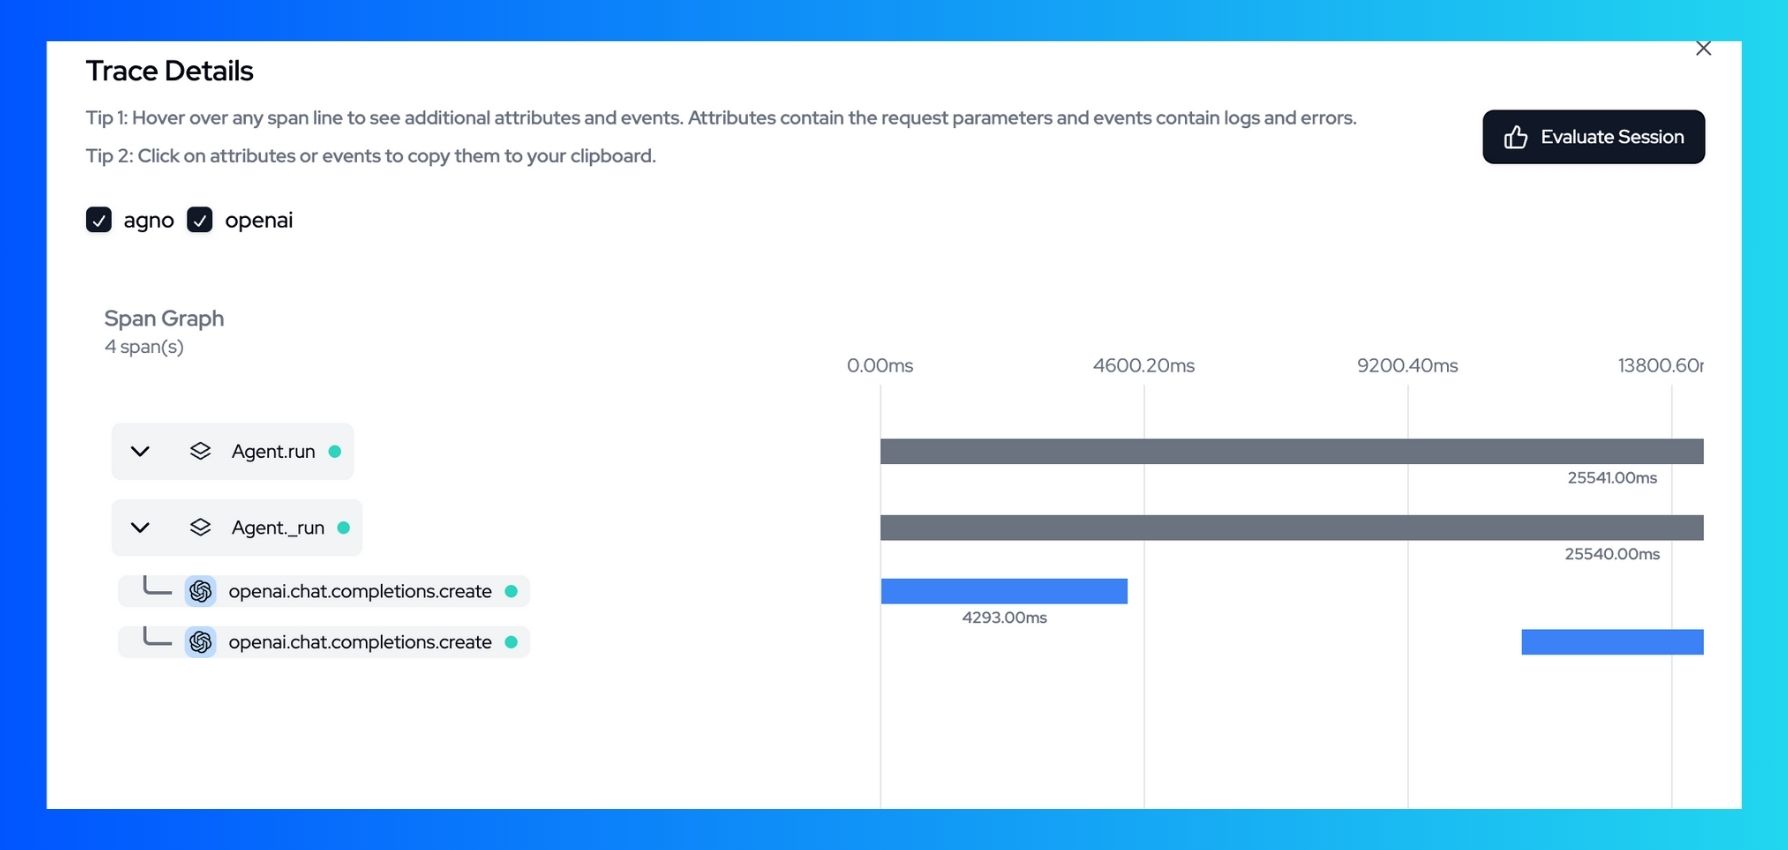 Trace Details
Tip 1: Hover over any span line to see additional attributes and events. Attributes contain the request parameters and events contain logs and errors.
Tip 2: Click on attributes or events to copy them to your clipboard.
Evaluate Session
agno openai
Span Graph
4 span(s)
0.00ms 4600.20ms 9200.40ms 13800.60
Agent.run
25541.00ms
Agent._run
25540.00ms
openai.chat.completions.create
4293.00ms
openai.chat.completions.create